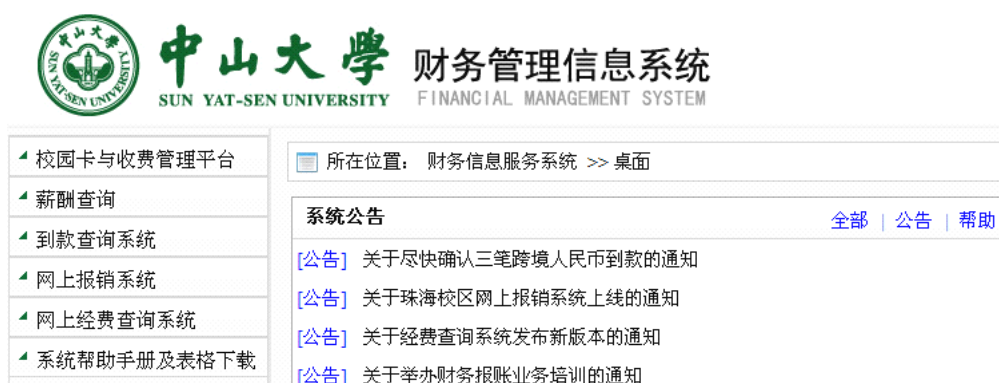 中山大學
SUN YAT-SEN UNIVERSITY
财务管理信息系统
FINANCIAL MANAGEMENT SYSTEM
校园卡与收费管理平台
薪酬查询
到款查询系统
网上报销系统
网上经费查询系统
系统帮助手册及表格下载
所在位置： 财务信息服务系统 >> 桌面
系统公告 全部 | 公告 | 帮助
[公告] 关于尽快确认三笔跨境人民币到款的通知
[公告] 关于珠海校区网上报销系统上线的通知
[公告] 关于经费查询系统发布新版本的通知
[公告] 关于举办财务报账业务培训的通知